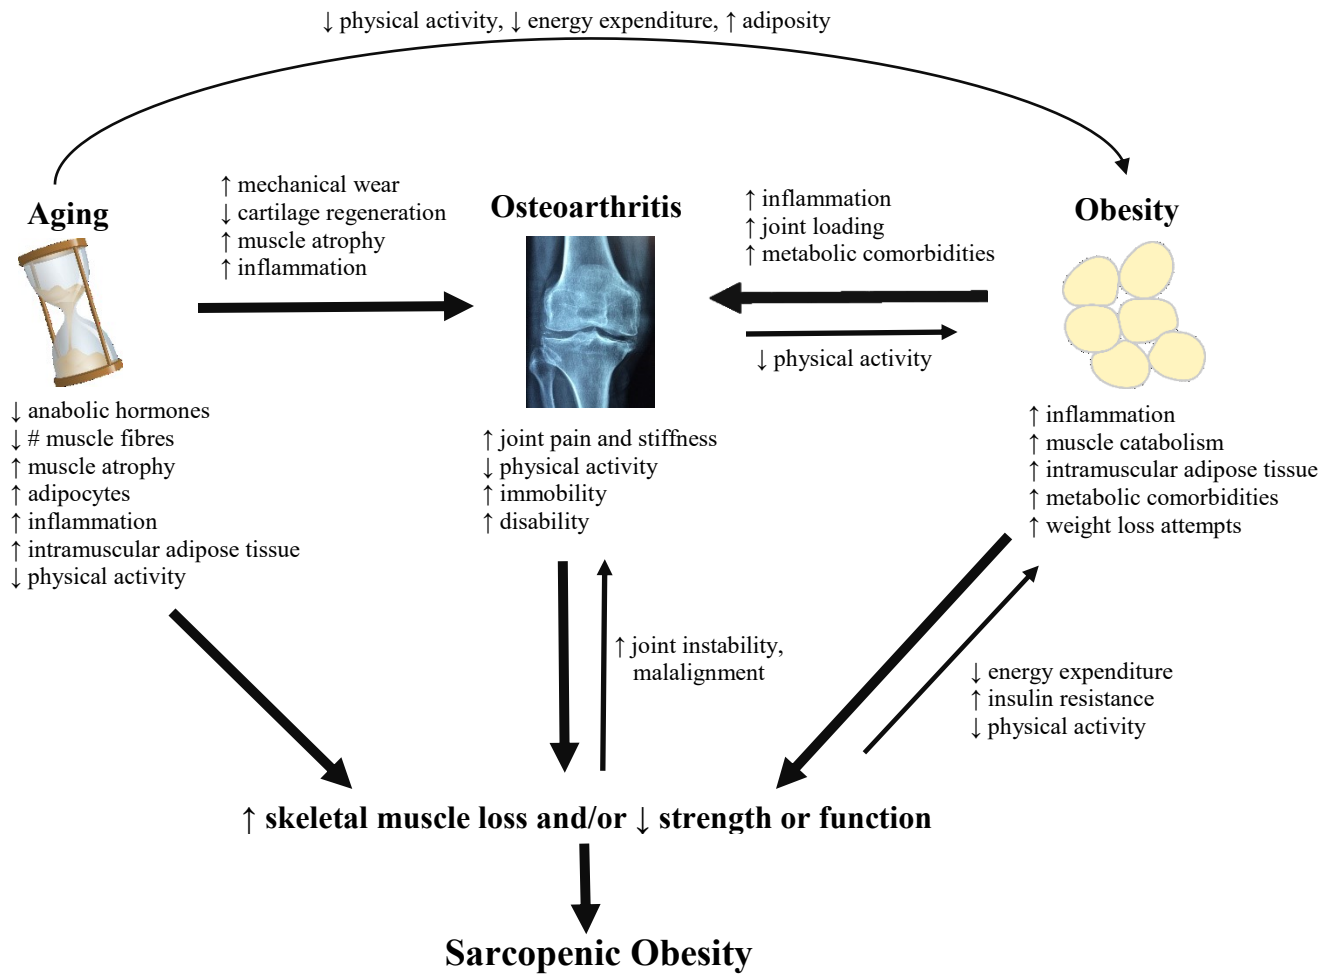 ↓ physical activity, ↓ energy expenditure, ↑ adiposity
Aging
↑ mechanical wear
↓ cartilage regeneration
↑ muscle atrophy
↑ inflammation
Osteoarthritis
↑ inflammation
↑ joint loading
↑ metabolic comorbidities
Obesity
↓ physical activity
↓ anabolic hormones
↓ # muscle fibres
↑ muscle atrophy
↑ adipocytes
↑ inflammation
↑ intramuscular adipose tissue
↓ physical activity
↑ joint pain and stiffness
↓ physical activity
↑ immobility
↑ disability
↑ inflammation
↑ muscle catabolism
↑ intramuscular adipose tissue
↑ metabolic comorbidities
↑ weight loss attempts
↑ joint instability,
malalignment
↓ energy expenditure
↑ insulin resistance
↓ physical activity
↑ skeletal muscle loss and/or ↓ strength or function
Sarcopenic Obesity